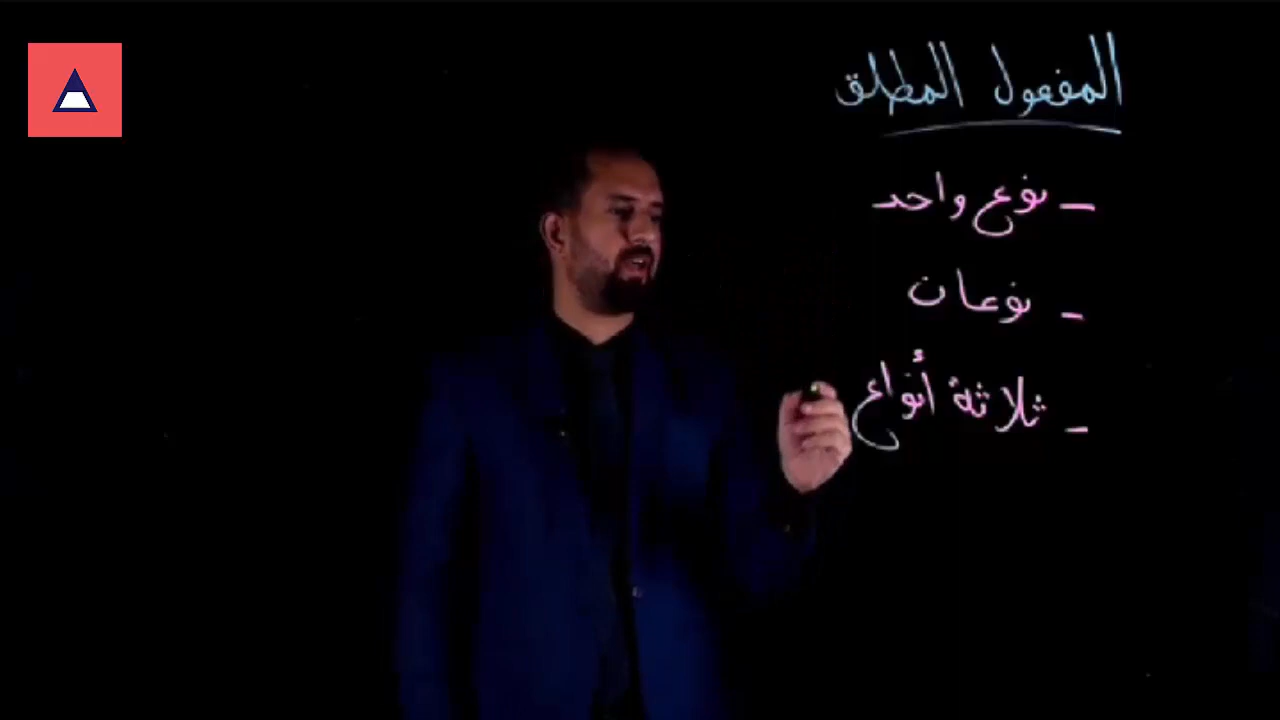 المفعول المطلق
- نوع واحد
- نوعان
- ثلاثة أنواع